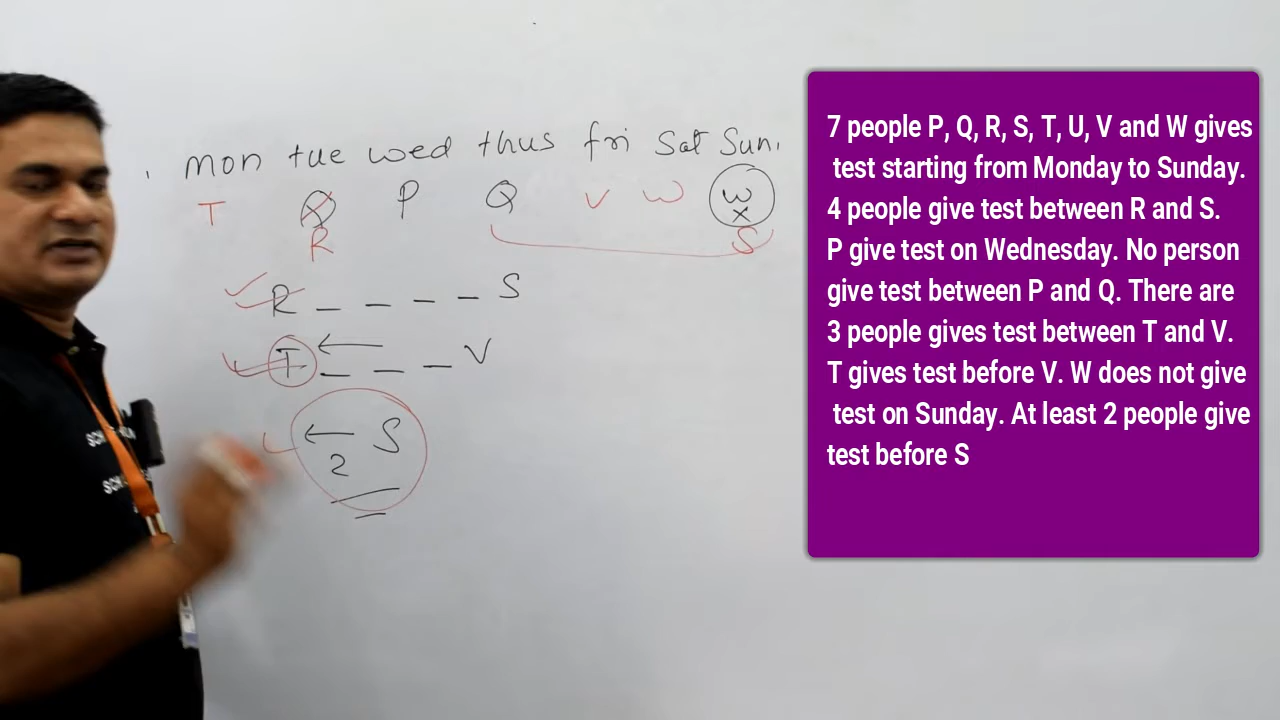 mon tue wed thus fri Sat Sun.
T Q P Q V W W
R x S
R _ _ _ _ S
T _ _ _ V
← S
2
7 people P, Q, R, S, T, U, V and W gives
test starting from Monday to Sunday.
4 people give test between R and S.
P give test on Wednesday. No person
give test between P and Q. There are
3 people gives test between T and V.
T gives test before V. W does not give
test on Sunday. At least 2 people give
test before S